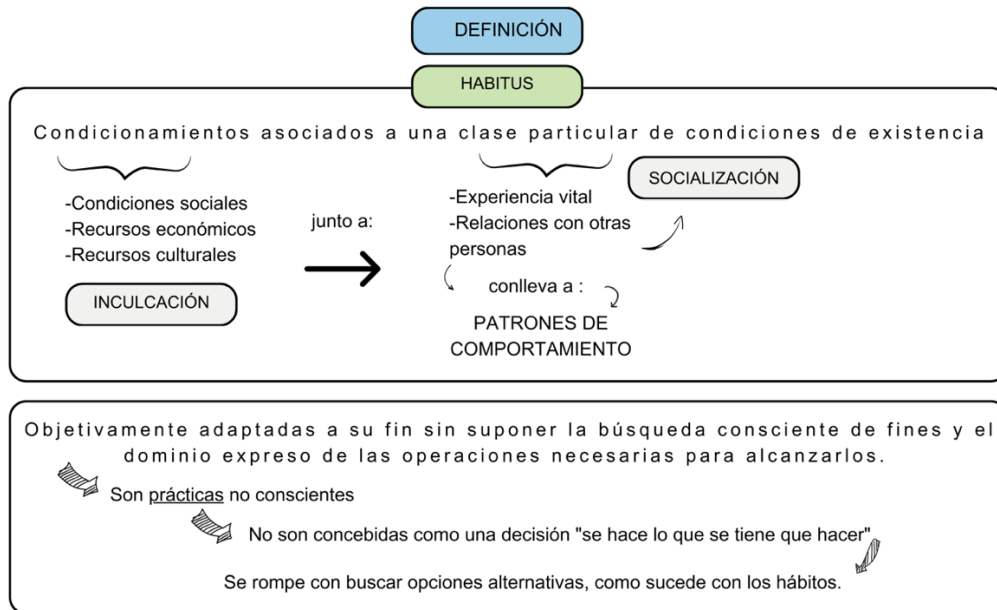 DEFINICIÓN
HABITUS
Condicionamientos asociados a una clase particular de condiciones de existencia
-Condiciones sociales
-Recursos económicos
-Recursos culturales
INCULCACIÓN
junto a:
-Experiencia vital
-Relaciones con otras
personas
SOCIALIZACIÓN
conlleva a :
PATRONES DE
COMPORTAMIENTO
Objetivamente adaptadas a su fin sin suponer la búsqueda consciente de fines y el
dominio expreso de las operaciones necesarias para alcanzarlos.
Son prácticas no conscientes
No son concebidas como una decisión "se hace lo que se tiene que hacer"
Se rompe con buscar opciones alternativas, como sucede con los hábitos.